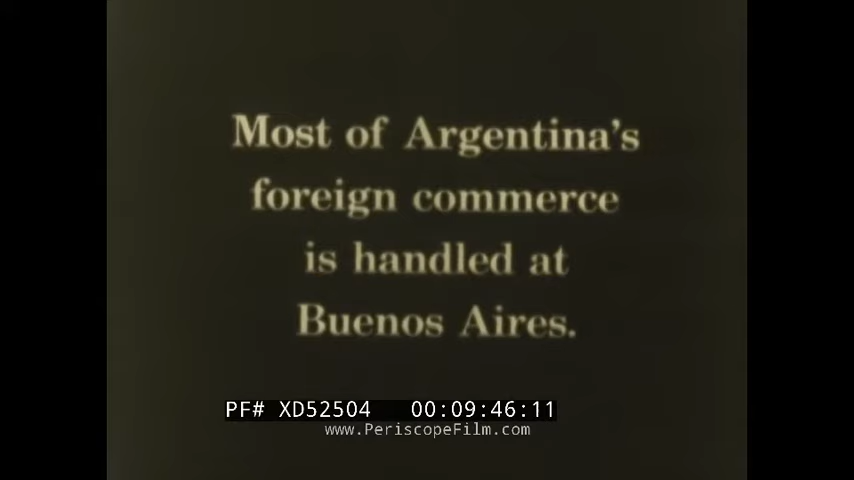 Most of Argentina's
foreign commerce
is handled at
Buenos Aires.
PF# XD52504 00:09:46:11
www.PeriscopeFilm.com